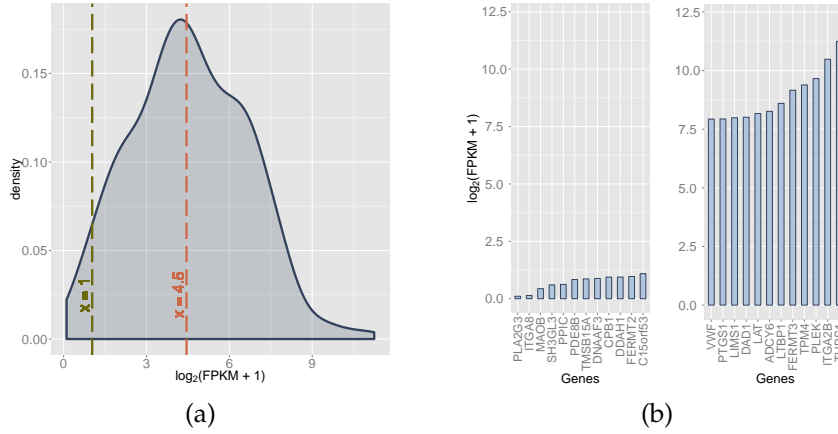 0.15
0.10
0.05
0.00
density
x = 1
x = 4.5
0 3 6 9
log2(FPKM + 1)
(a)
12.5
10.0
7.5
5.0
2.5
0.0
log2(FPKM + 1)
PLA2G3
ITGA8
MAOB
SH3GL3
PPIC
PDE8B
TMSB15A
DNAAF3
CPB1
DDAH1
FERMT2
C15orf53
Genes
12.5
10.0
7.5
5.0
2.5
0.0
VWF
PTGS1
LIMS1
DAD1
LAT
ADCY6
LTBP1
FERMT3
TPM4
PLEK
ITGA2B
Genes
(b)